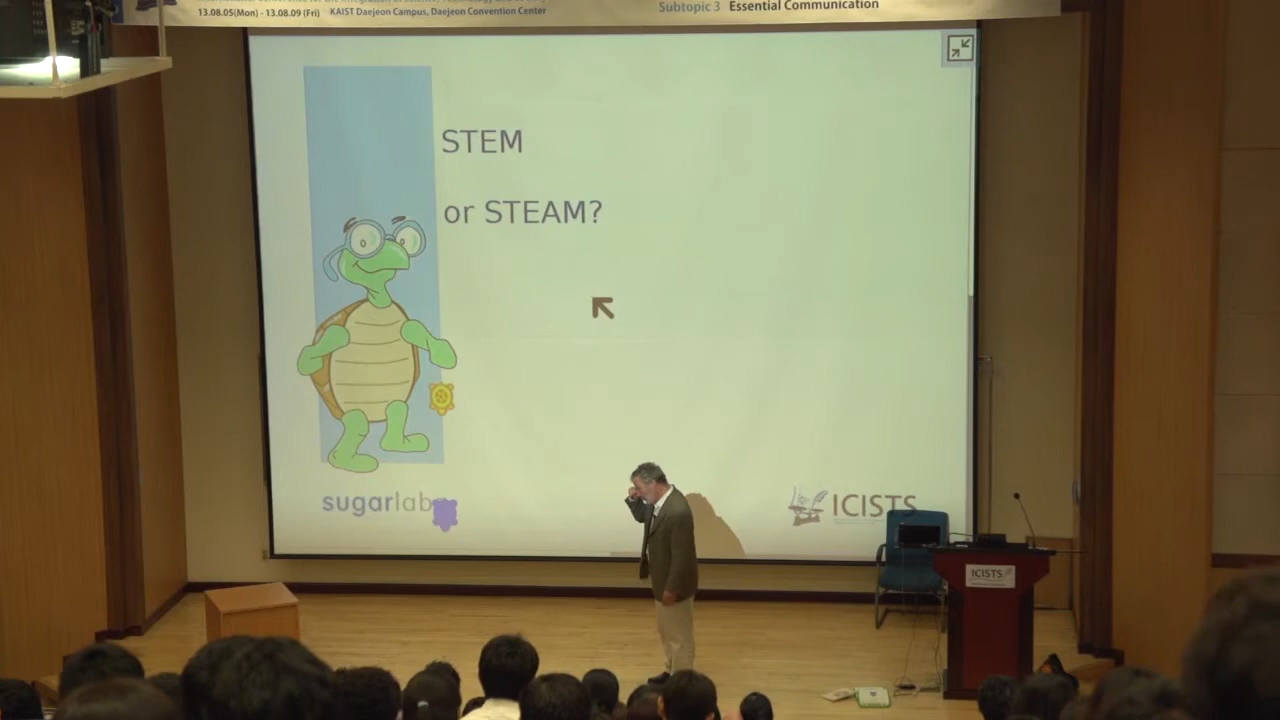 13.08.05(Mon) - 13.08.09 (Fri) KAIST Daejeon Campus, Daejeon Convention Center
Subtopic 3 Essential Communication
STEM
or STEAM?
sugarlab
ICISTS
ICISTS